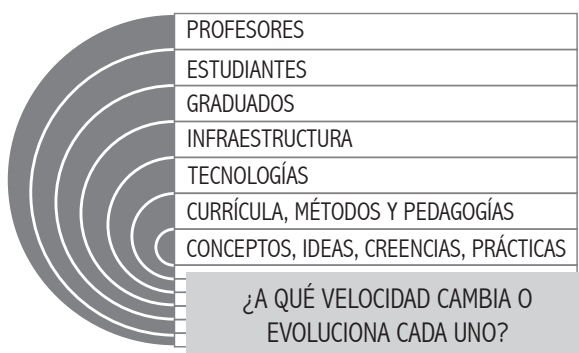 PROFESORES
ESTUDIANTES
GRADUADOS
INFRAESTRUCTURA
TECNOLOGÍAS
CURRÍCULA, MÉTODOS Y PEDAGOGÍAS
CONCEPTOS, IDEAS, CREENCIAS, PRÁCTICAS
¿A QUÉ VELOCIDAD CAMBIA O
EVOLUCIONA CADA UNO?